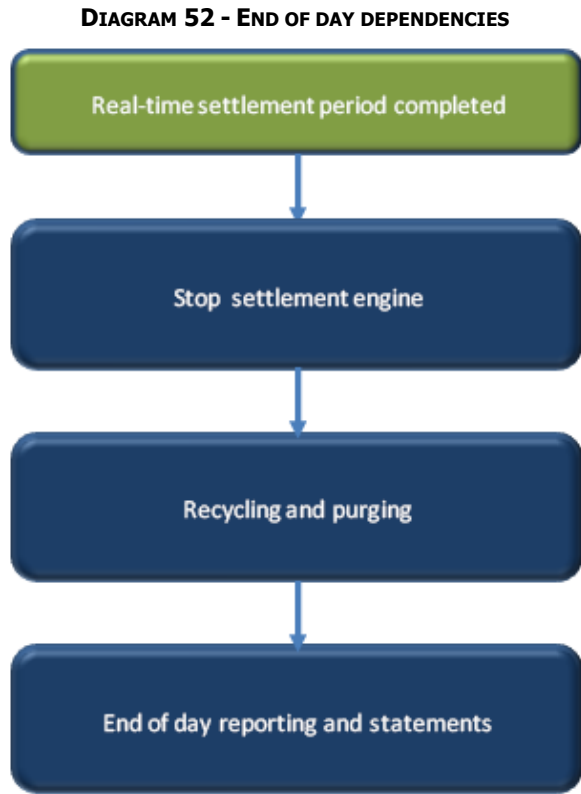 DIAGRAM 52 - END OF DAY DEPENDENCIES
Real-time settlement period completed
Stop settlement engine
Recycling and purging
End of day reporting and statements